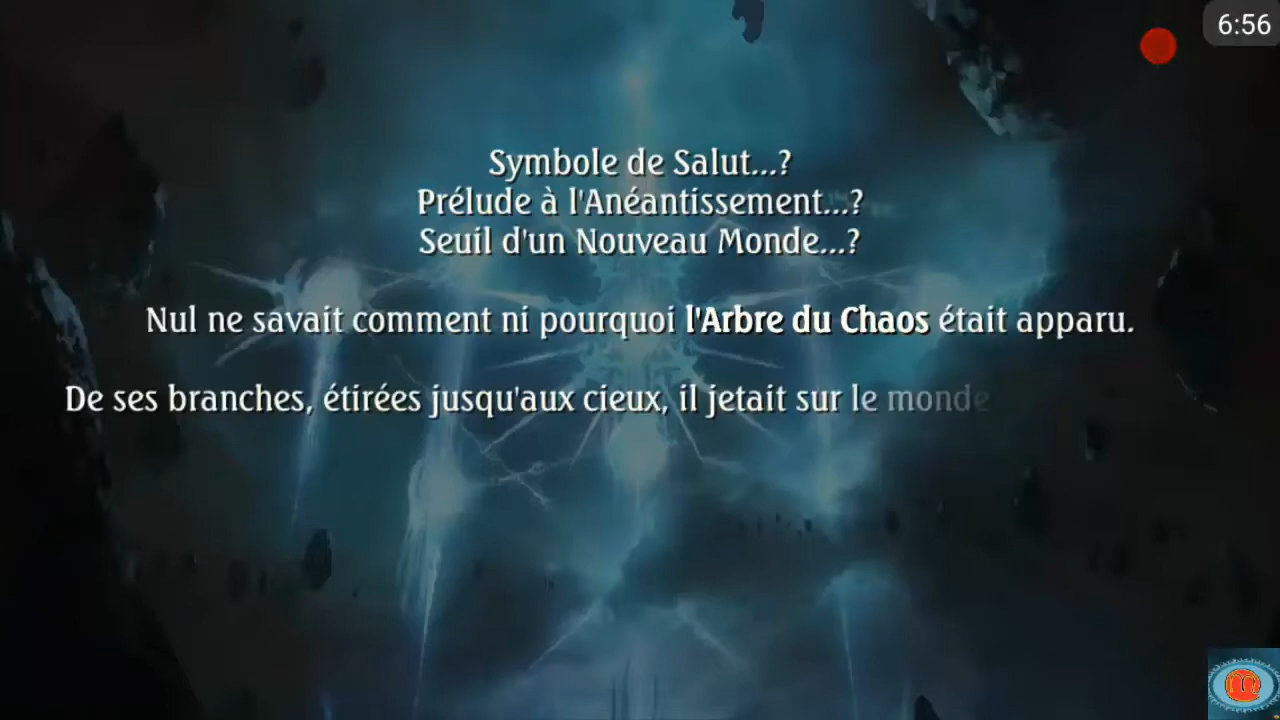 6:56
Symbole de Salut...?
Prélude à l'Anéantissement...?
Seuil d'un Nouveau Monde...?
Nul ne savait comment ni pourquoi l'Arbre du Chaos était apparu.
De ses branches, étirées jusqu'aux cieux, il jetait sur le monde